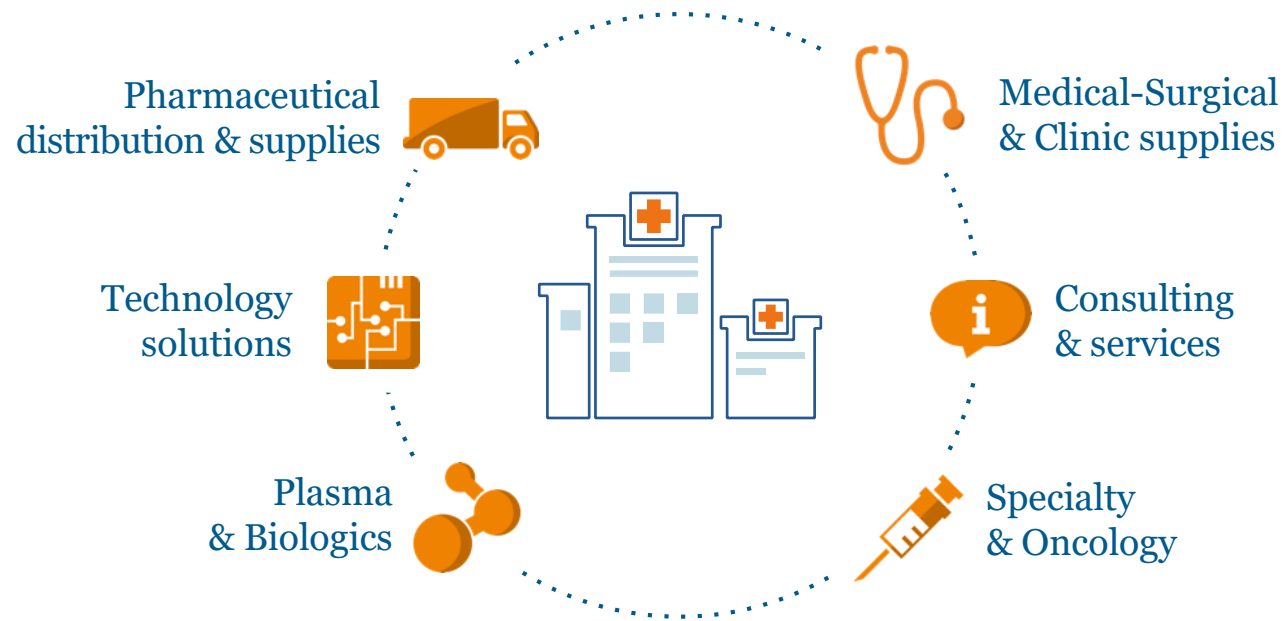 Pharmaceutical
distribution & supplies
Medical-Surgical
& Clinic supplies
Technology
solutions
i
Consulting
& services
Plasma
& Biologics
Specialty
& Oncology